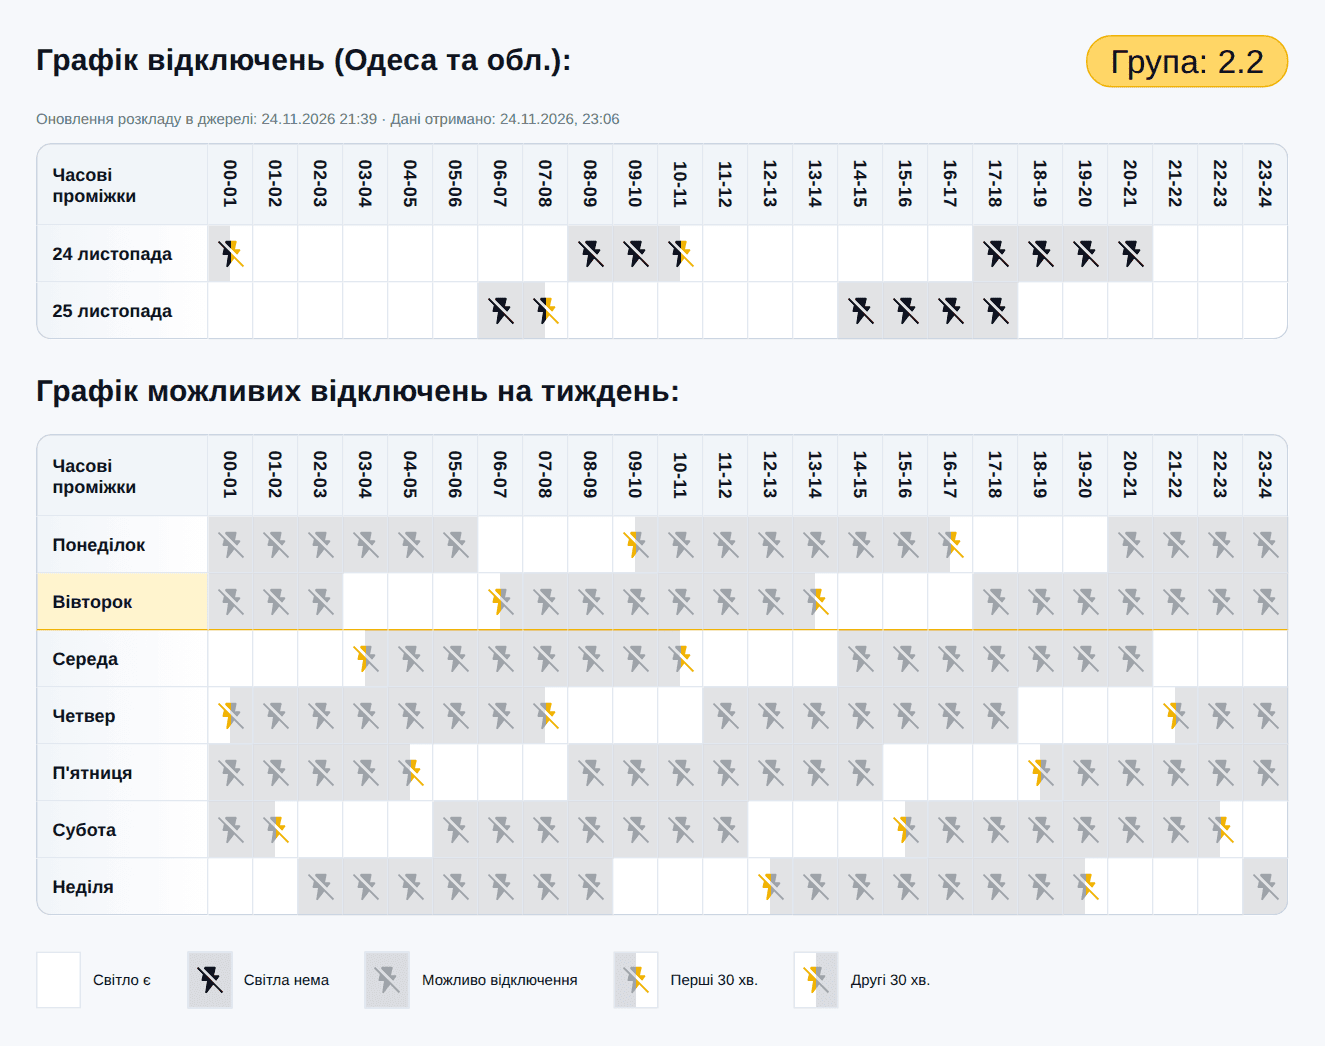 Графік відключень (Одеса та обл.):
Група: 2.2
Оновлення розкладу в джерелі: 24.11.2026 21:39 · Дані отримано: 24.11.2026, 23:06
Часові проміжки 00-01 01-02 02-03 03-04 04-05 05-06 06-07 07-08 08-09 09-10 10-11 11-12 12-13 13-14 14-15 15-16 16-17 17-18 18-19 19-20 20-21 21-22 22-23 23-24
24 листопада
25 листопада
Графік можливих відключень на тиждень:
Часові проміжки 00-01 01-02 02-03 03-04 04-05 05-06 06-07 07-08 08-09 09-10 10-11 11-12 12-13 13-14 14-15 15-16 16-17 17-18 18-19 19-20 20-21 21-22 22-23 23-24
Понеділок
Вівторок
Середа
Четвер
П'ятниця
Субота
Неділя
Світло є Світла нема Можливо відключення Перші 30 хв. Другі 30 хв.